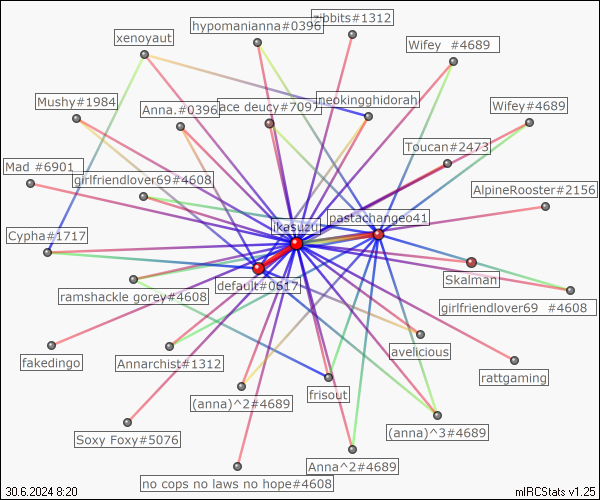 zibbits#1312
hypomanianna#0396
xenoyaut
Wifey  #4689
Mushy#1984
Anna.#0396
ace deucy#7097
neokingghidorah
Wifey#4689
Toucan#2473
Mad #6901
girlfriendlover69#4608
AlpineRooster#2156
ikasuzu
pastachangeo41
Cypha#1717
Skalman
default#0617
ramshackle gorey#4608
girlfriendlover69  #4608
fakedingo
Annarchist#1312
avelicious
rattgaming
(anna)^2#4689
frisout
Soxy Foxy#5076
(anna)^3#4689
Anna^2#4689
no cops no laws no hope#4608
30.6.2024 8:20
mIRCStats v1.25